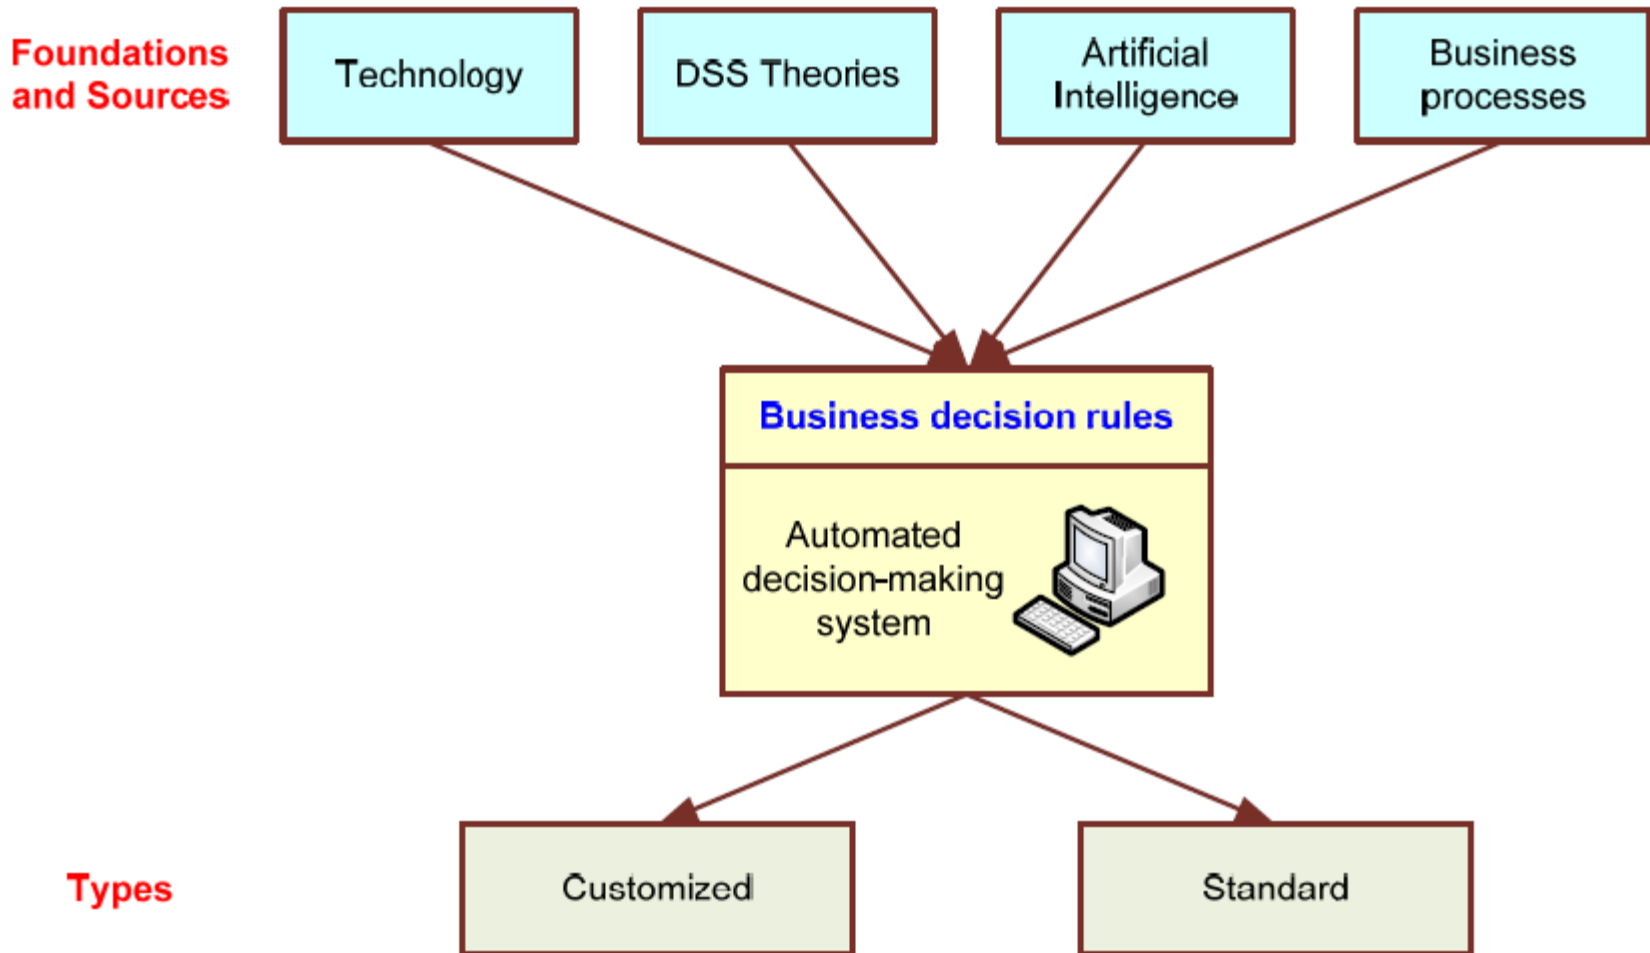 Foundations
and Sources
Technology
DSS Theories
Artificial
Intelligence
Business
processes
Business decision rules
Automated
decision-making
system
Types
Customized
Standard